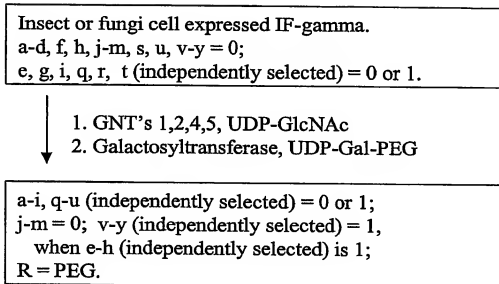 Insect or fungi cell expressed IF-gamma.
a-d, f, h, j-m, s, u, v-y = 0;
e, g, i, q, r, t (independently selected) = 0 or 1.
1. GNT's 1,2,4,5, UDP-GlcNAc
2. Galactosyltransferase, UDP-Gal-PEG
a-i, q-u (independently selected) = 0 or 1;
j-m = 0; v-y (independently selected) = 1,
when e-h (independently selected) is 1;
R = PEG.